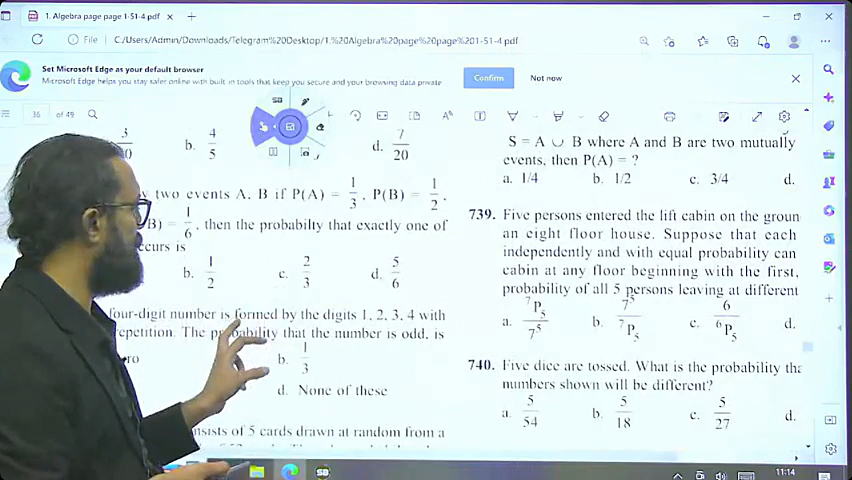 1. Algebra page page-1-51-4.pdf
File
C:/Users/Admin/Downloads/Telegram%20Desktop/1.%20Algebra%20page%20page%201-51-4.pdf
Set Microsoft Edge as your default browser
Microsoft Edge helps you stay safer online with built in tools that keep you secure and your browsing data private
Confirm
Not now
36 of 49
b. 4/5
d. 7/20
two events A, B if P(A) = 1/3, P(B) = 1/2,
B) = 1/6, then the probabilty that exactly one of
curs is
b. 1/2 c. 2/3 d. 5/6
four-digit number is formed by the digits 1, 2, 3, 4 with
repetition. The probability that the number is odd, is
ro b. 1/3
d. None of these
nsists of 5 cards drawn at random from a
S = A ∪ B where A and B are two mutually
events, then P(A) = ?
a. 1/4 b. 1/2 c. 3/4 d.
739. Five persons entered the lift cabin on the groun
an eight floor house. Suppose that each
independently and with equal probability can
cabin at any floor beginning with the first,
probability of all 5 persons leaving at different
a. ⁷P₅/7⁵ b. 7⁵/⁷P₅ c. 6/⁶P₅ d.
740. Five dice are tossed. What is the probability tha
numbers shown will be different?
a. 5/54 b. 5/18 c. 5/27 d.
SB
11:14